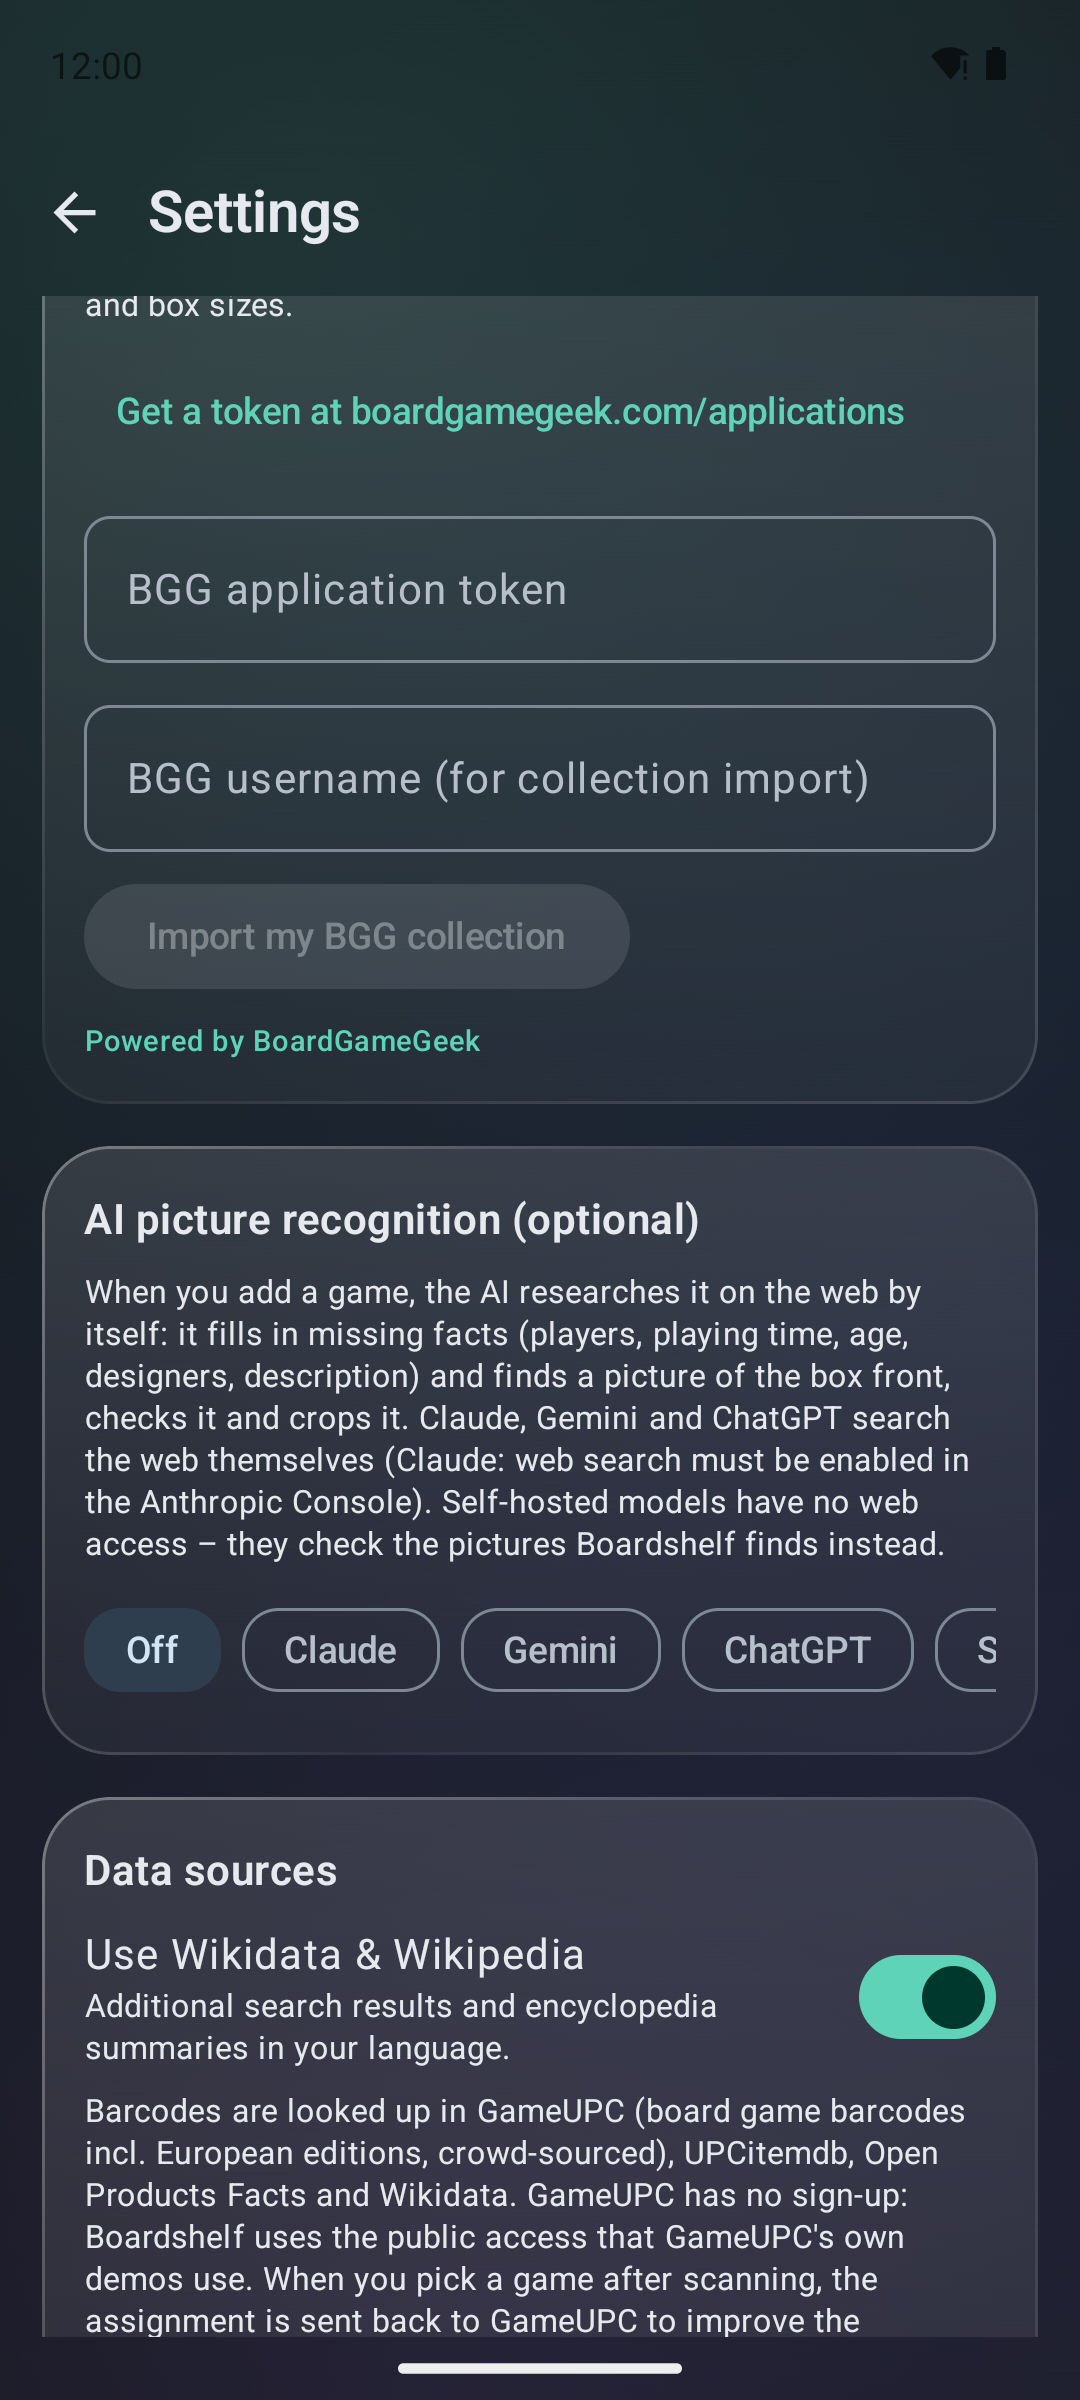 12:00
Settings
and box sizes.
Get a token at boardgamegeek.com/applications
BGG application token
BGG username (for collection import)
Import my BGG collection
Powered by BoardGameGeek
AI picture recognition (optional)
When you add a game, the AI researches it on the web by
itself: it fills in missing facts (players, playing time, age,
designers, description) and finds a picture of the box front,
checks it and crops it. Claude, Gemini and ChatGPT search
the web themselves (Claude: web search must be enabled in
the Anthropic Console). Self-hosted models have no web
access – they check the pictures Boardshelf finds instead.
Off Claude Gemini ChatGPT S
Data sources
Use Wikidata & Wikipedia
Additional search results and encyclopedia
summaries in your language.
Barcodes are looked up in GameUPC (board game barcodes
incl. European editions, crowd-sourced), UPCitemdb, Open
Products Facts and Wikidata. GameUPC has no sign-up:
Boardshelf uses the public access that GameUPC's own
demos use. When you pick a game after scanning, the
assignment is sent back to GameUPC to improve the